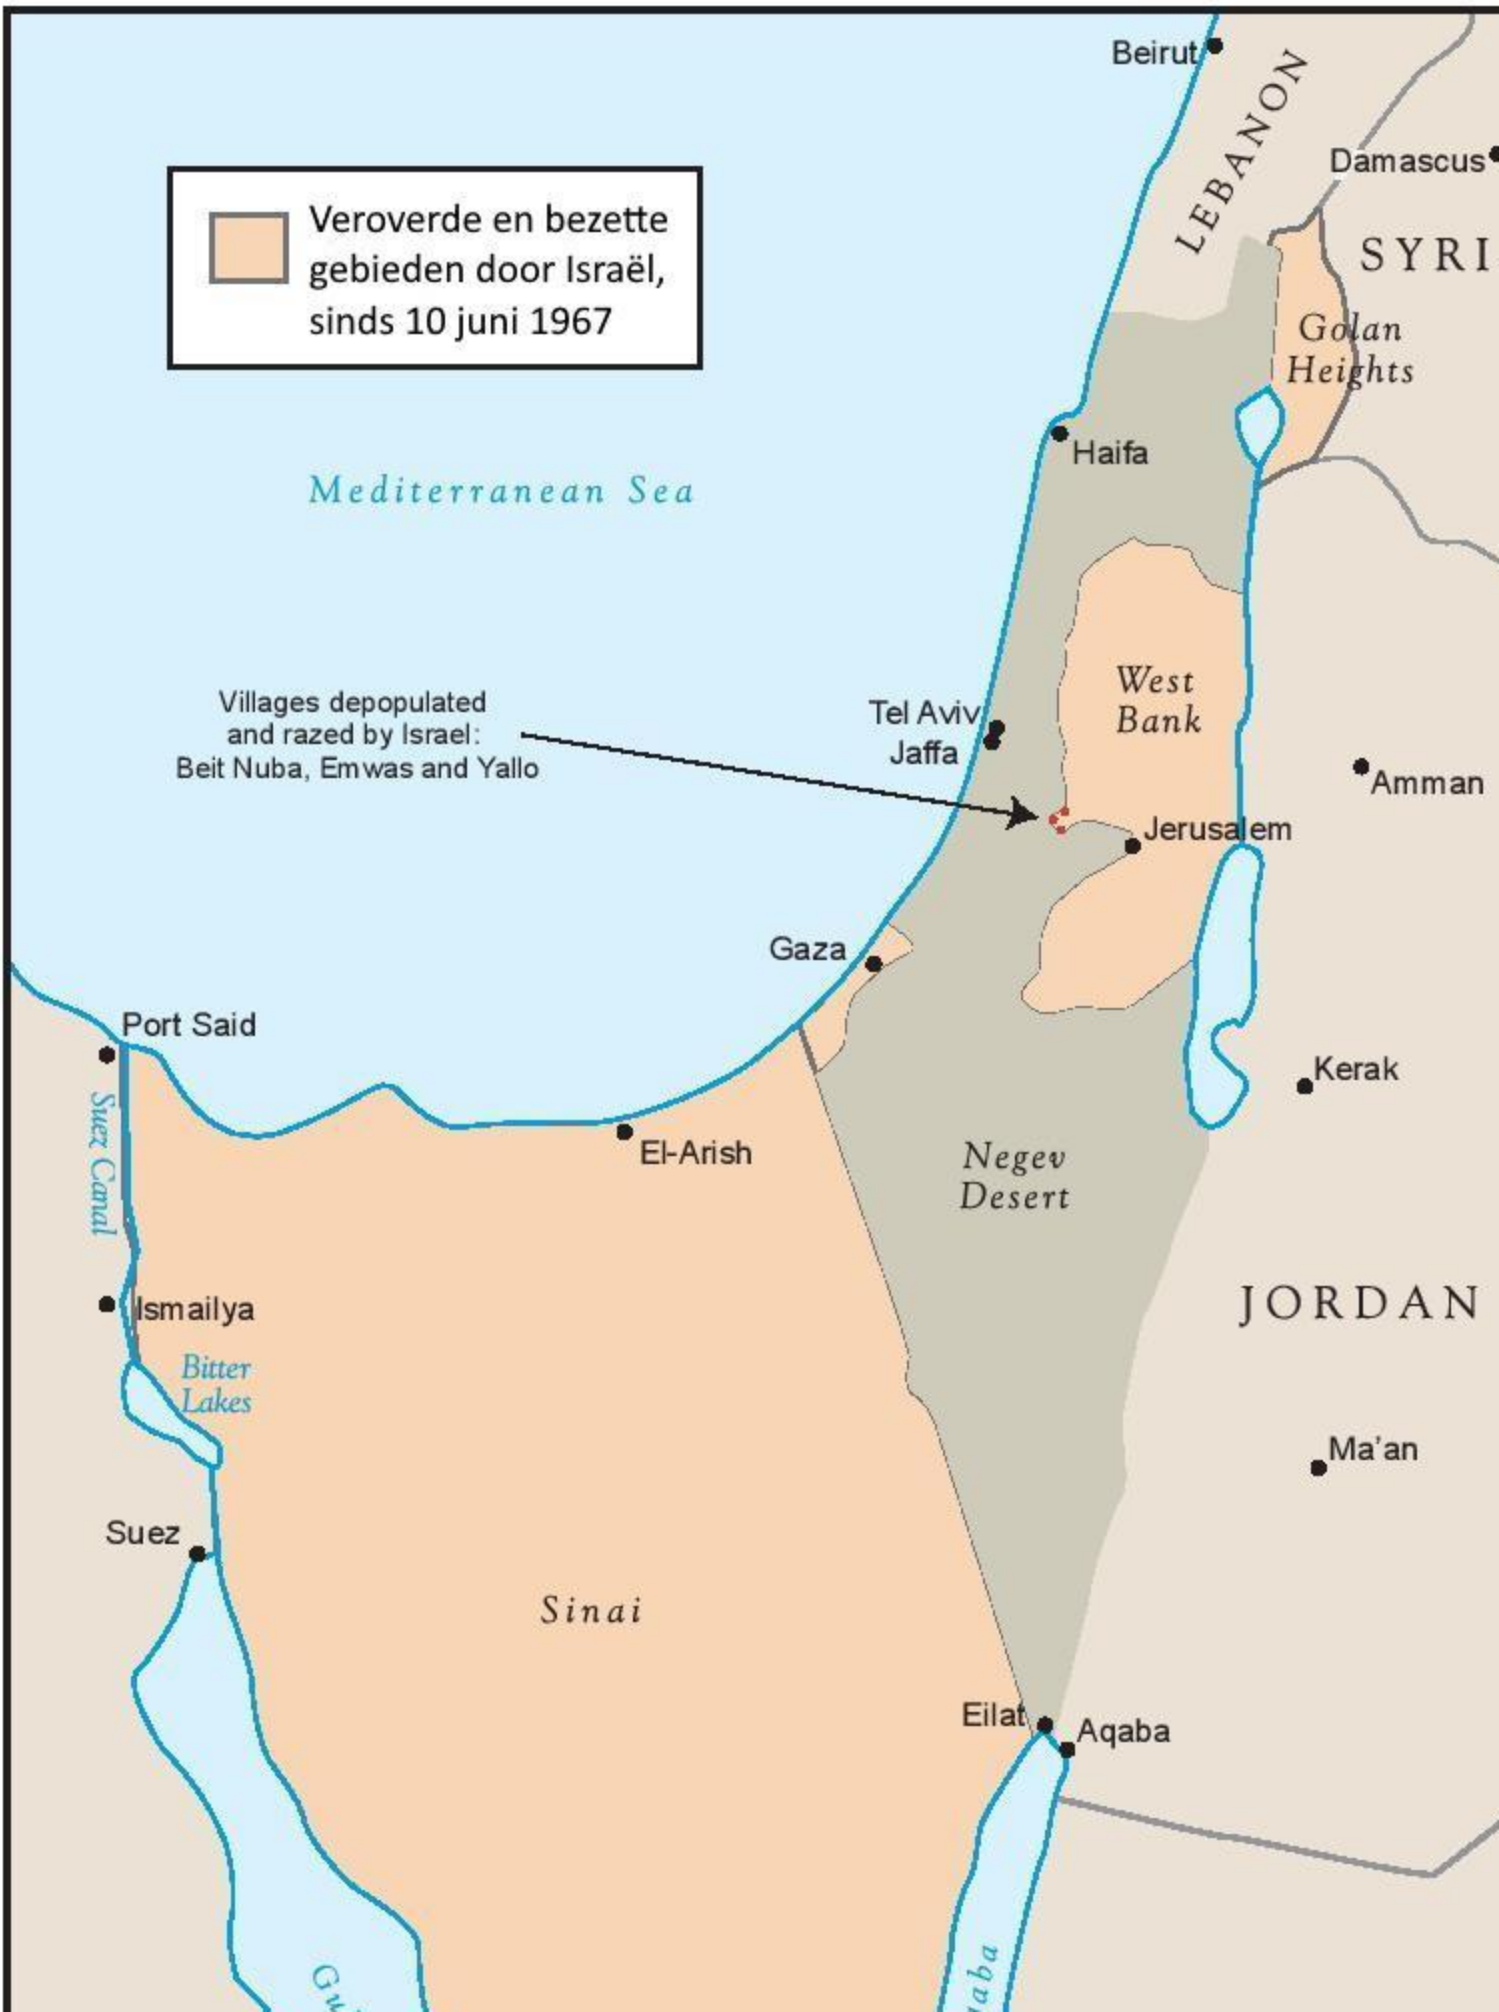 Beirut
LEBANON
Damascus
Veroverde en bezette
gebieden door Israël,
sinds 10 juni 1967
SYRI
Golan
Heights
Haifa
Mediterranean Sea
West
Bank
Villages depopulated
and razed by Israel:
Beit Nuba, Emwas and Yallo
Tel Aviv
Jaffa
Amman
Jerusalem
Gaza
Port Said
Kerak
Suez Canal
El-Arish
Negev
Desert
Ismailya
JORDAN
Bitter
Lakes
Ma'an
Suez
Sinai
Eilat
Aqaba
aba